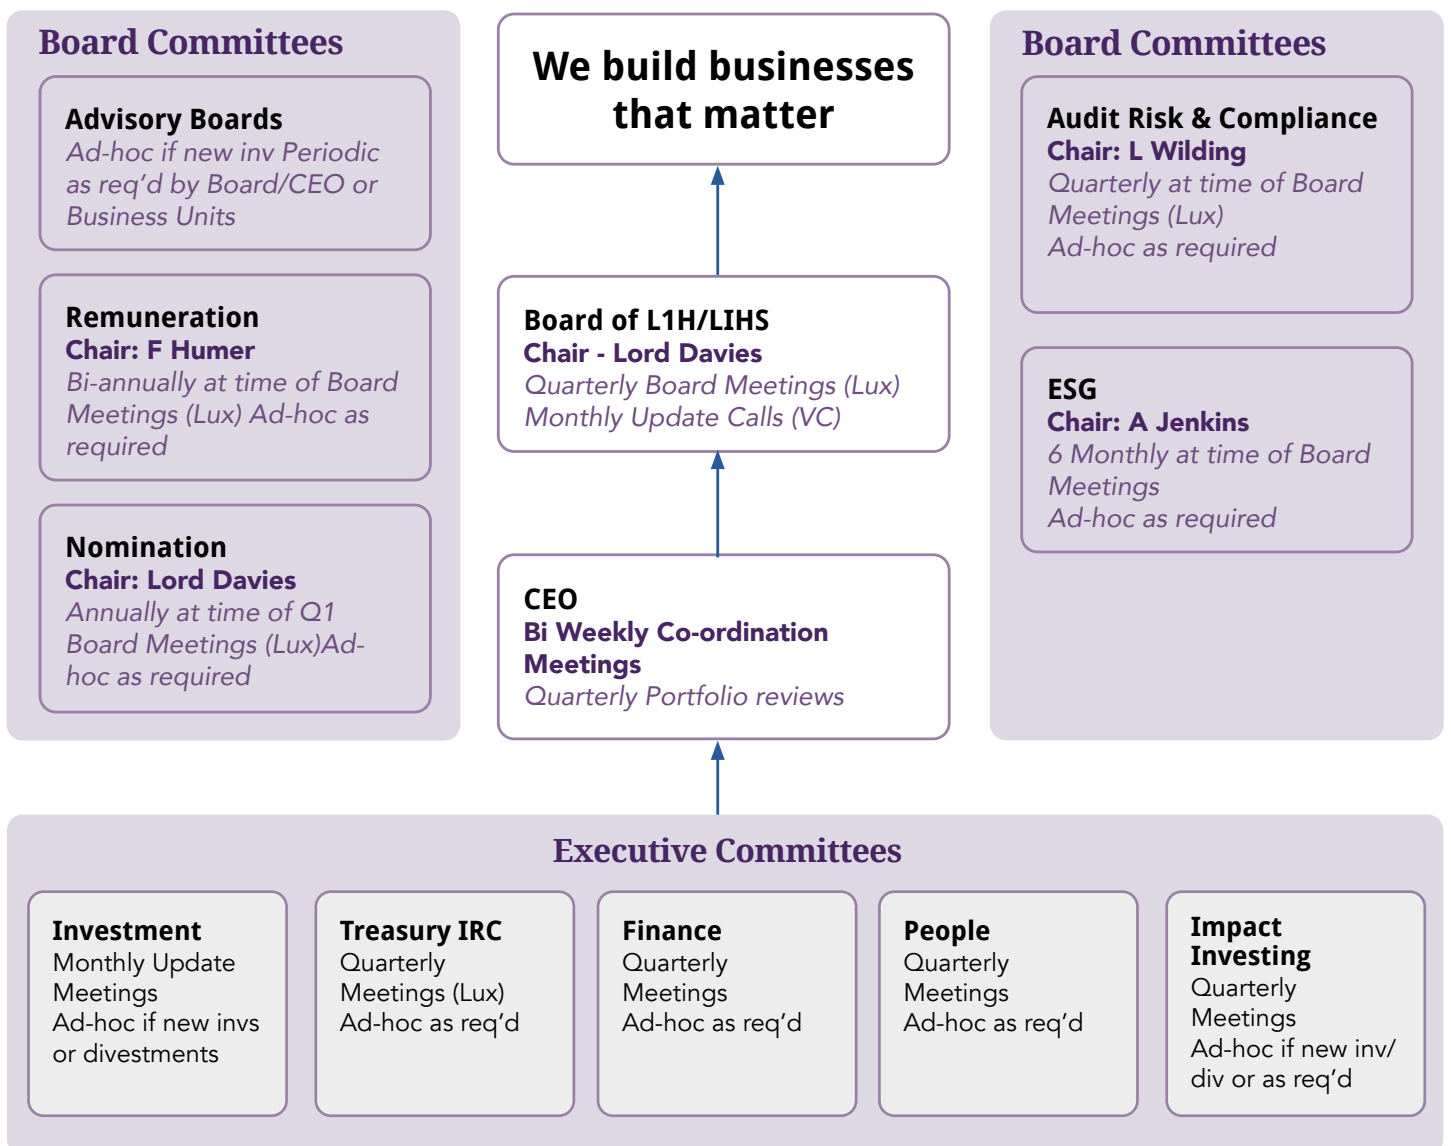 Board Committees
Advisory Boards
Ad-hoc if new inv Periodic
as req’d by Board/CEO or
Business Units
Remuneration
Chair: F Humer
Bi-annually at time of Board
Meetings (Lux) Ad-hoc as
required
Nomination
Chair: Lord Davies
Annually at time of Q1
Board Meetings (Lux)Ad-
hoc as required
We build businesses
that matter
Board of L1H/LIHS
Chair - Lord Davies
Quarterly Board Meetings (Lux)
Monthly Update Calls (VC)
CEO
Bi Weekly Co-ordination
Meetings
Quarterly Portfolio reviews
Board Committees
Audit Risk & Compliance
Chair: L Wilding
Quarterly at time of Board
Meetings (Lux)
Ad-hoc as required
ESG
Chair: A Jenkins
6 Monthly at time of Board
Meetings
Ad-hoc as required
Executive Committees
Investment
Monthly Update
Meetings
Ad-hoc if new invs
or divestments
Treasury IRC
Quarterly
Meetings (Lux)
Ad-hoc as req’d
Finance
Quarterly
Meetings
Ad-hoc as req’d
People
Quarterly
Meetings
Ad-hoc as req’d
Impact
Investing
Quarterly
Meetings
Ad-hoc if new inv/
div or as req’d